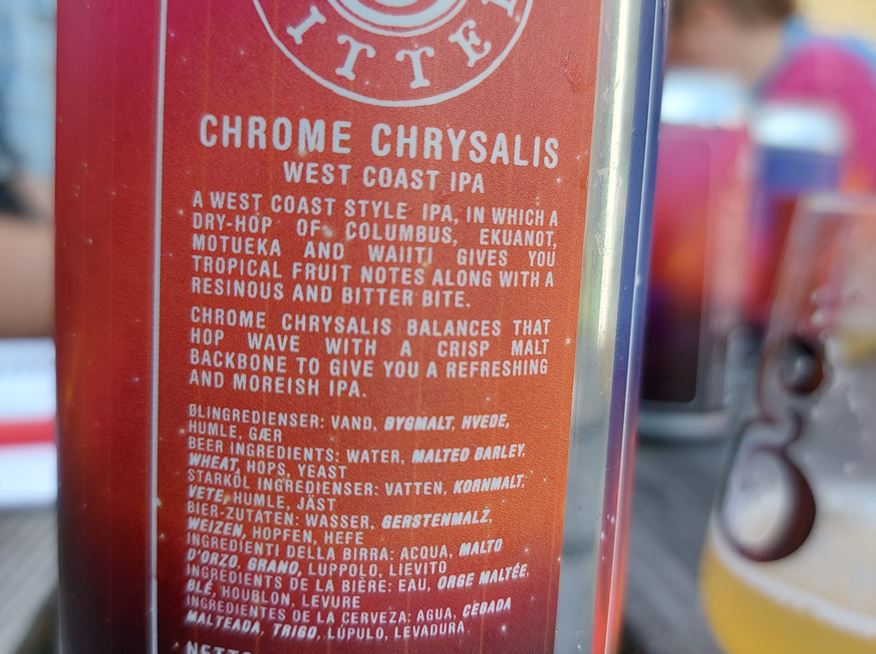 ITTER
CHROME CHRYSALIS
WEST COAST IPA
A WEST COAST STYLE IPA, IN WHICH A
DRY-HOP OF COLUMBUS, EKUANOT,
MOTUEKA AND WAIITI GIVES YOU
TROPICAL FRUIT NOTES ALONG WITH A
RESINOUS AND BITTER BITE.
CHROME CHRYSALIS BALANCES THAT
HOP WAVE WITH A CRISP MALT
BACKBONE TO GIVE YOU A REFRESHING
AND MOREISH IPA.
ØLINGREDIENSER: VAND, BYGMALT, HVEDE,
HUMLE, GÆR
BEER INGREDIENTS: WATER, MALTED BARLEY,
WHEAT, HOPS, YEAST
STARKÖL INGREDIENSER: VATTEN, KORNMALT,
VETE, HUMLE, JÄST
BIER-ZUTATEN: WASSER, GERSTENMALZ,
WEIZEN, HOPFEN, HEFE
INGREDIENTI DELLA BIRRA: ACQUA, MALTO
D'ORZO, GRANO, LUPPOLO, LIEVITO
INGRÉDIENTS DE LA BIÈRE: EAU, ORGE MALTÉE,
BLÉ, HOUBLON, LEVURE
INGREDIENTES DE LA CERVEZA: AGUA, CEBADA
MALTEADA, TRIGO, LÚPULO, LEVADURA